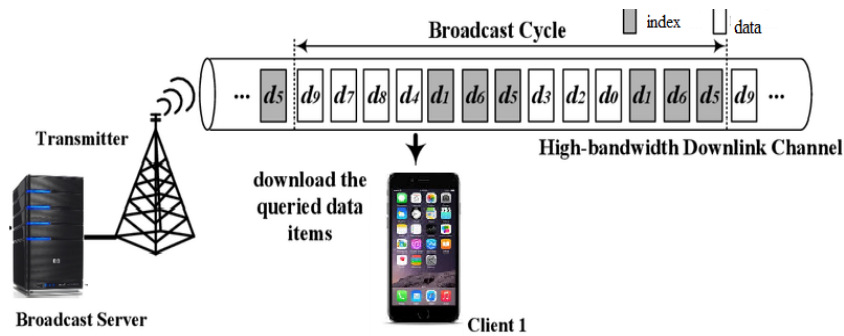 Broadcast Cycle
index
data
... d5 d9 d7 d8 d4 d1 d6 d5 d3 d2 d0 d1 d6 d5 d9 ...
Transmitter
High-bandwidth Downlink Channel
download the
queried data
items
Broadcast Server
Client 1